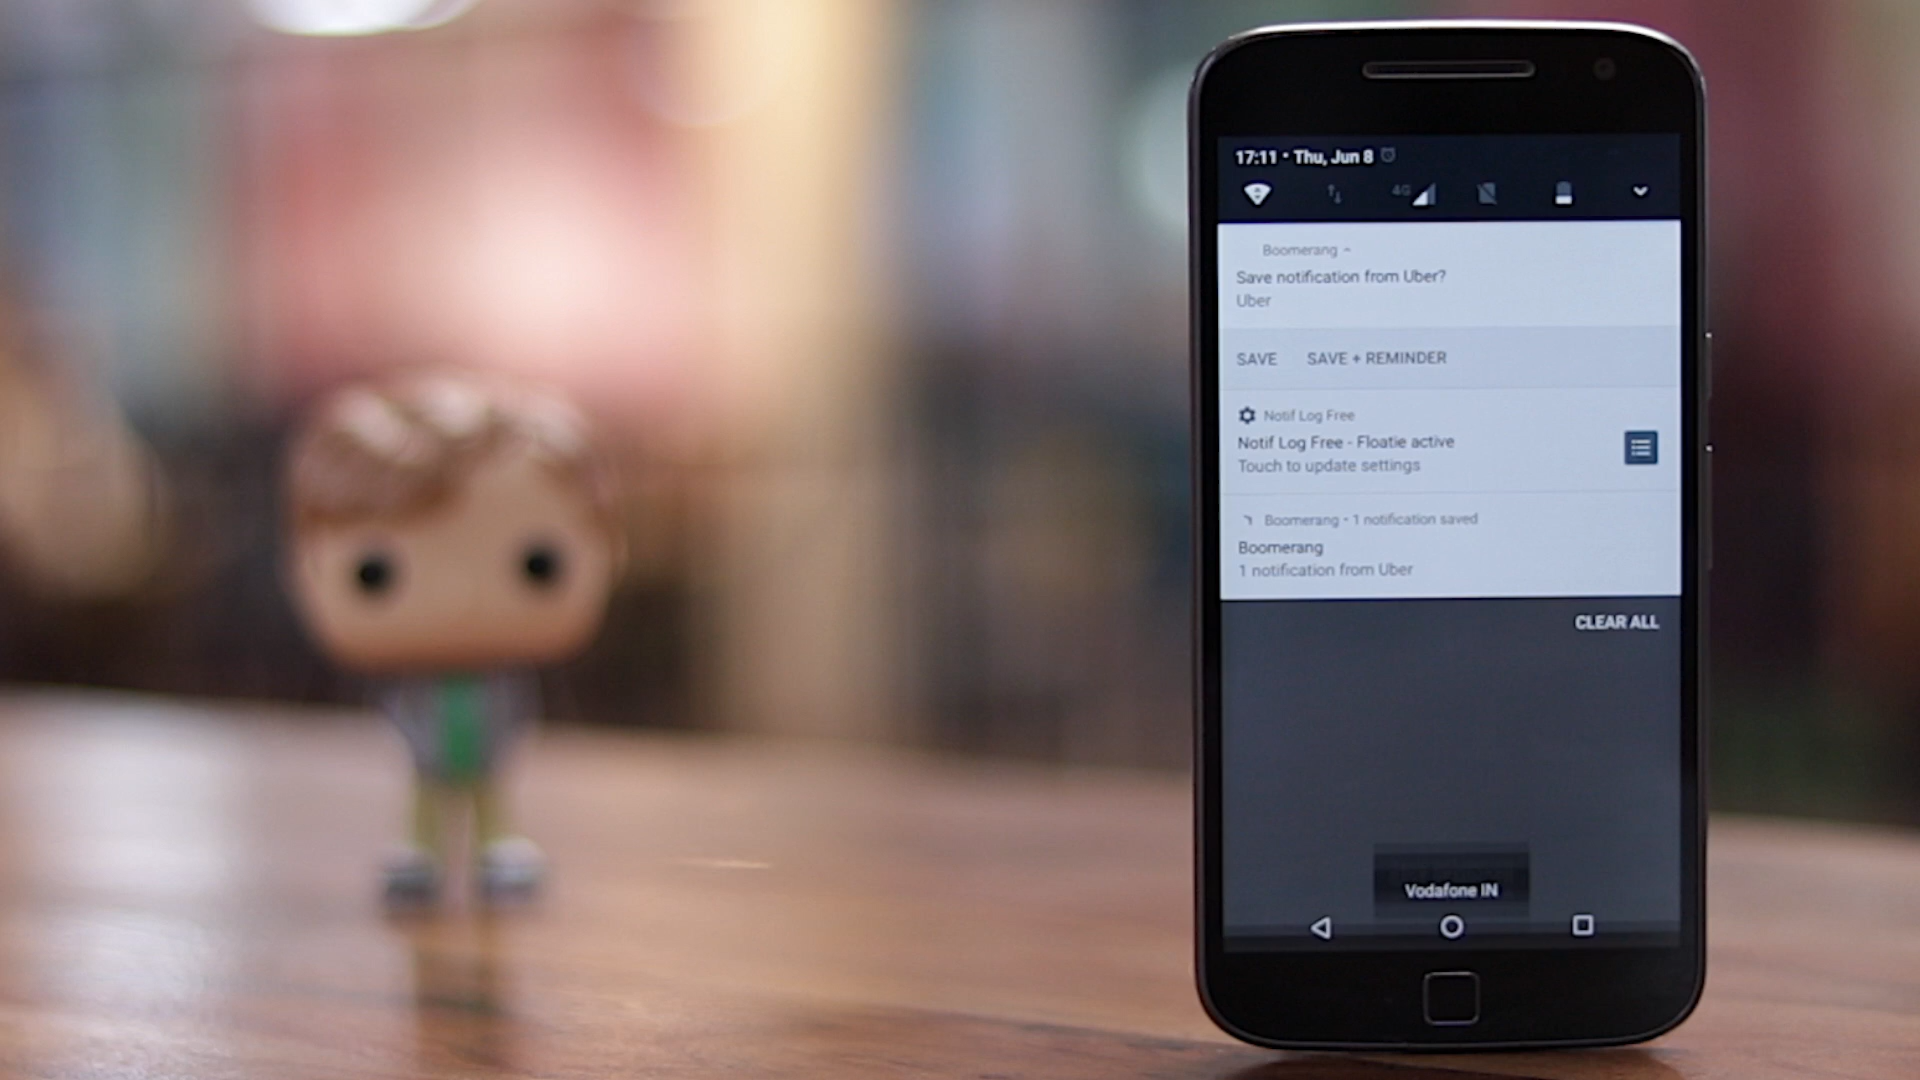 17:11 • Thu, Jun 8
4G
Boomerang
Save notification from Uber?
Uber
SAVE SAVE + REMINDER
Notif Log Free
Notif Log Free - Floatie active
Touch to update settings
Boomerang • 1 notification saved
Boomerang
1 notification from Uber
CLEAR ALL
Vodafone IN